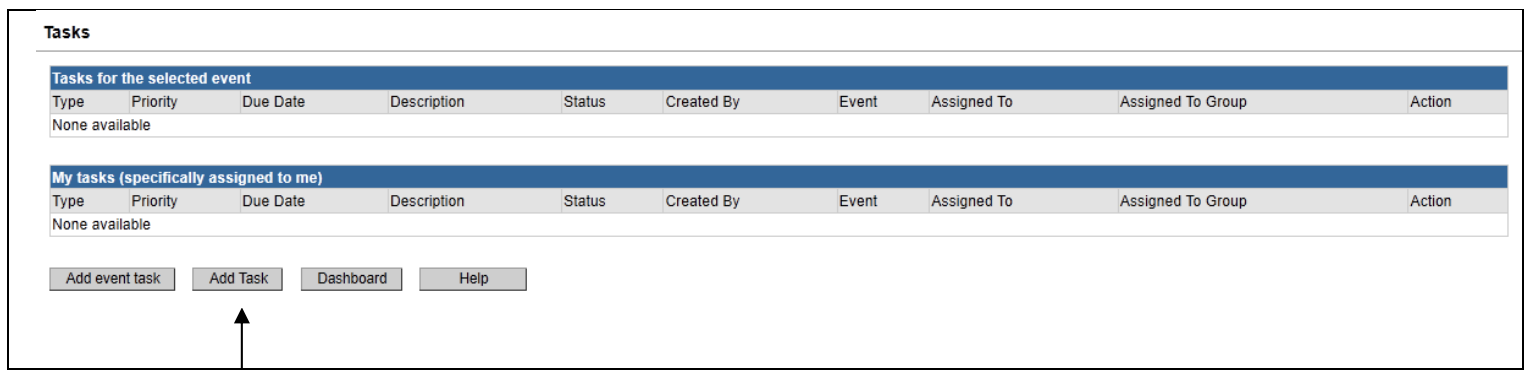 Tasks
Tasks for the selected event
Type Priority Due Date Description Status Created By Event Assigned To Assigned To Group Action
None available
My tasks (specifically assigned to me)
Type Priority Due Date Description Status Created By Event Assigned To Assigned To Group Action
None available
Add event task Add Task Dashboard Help